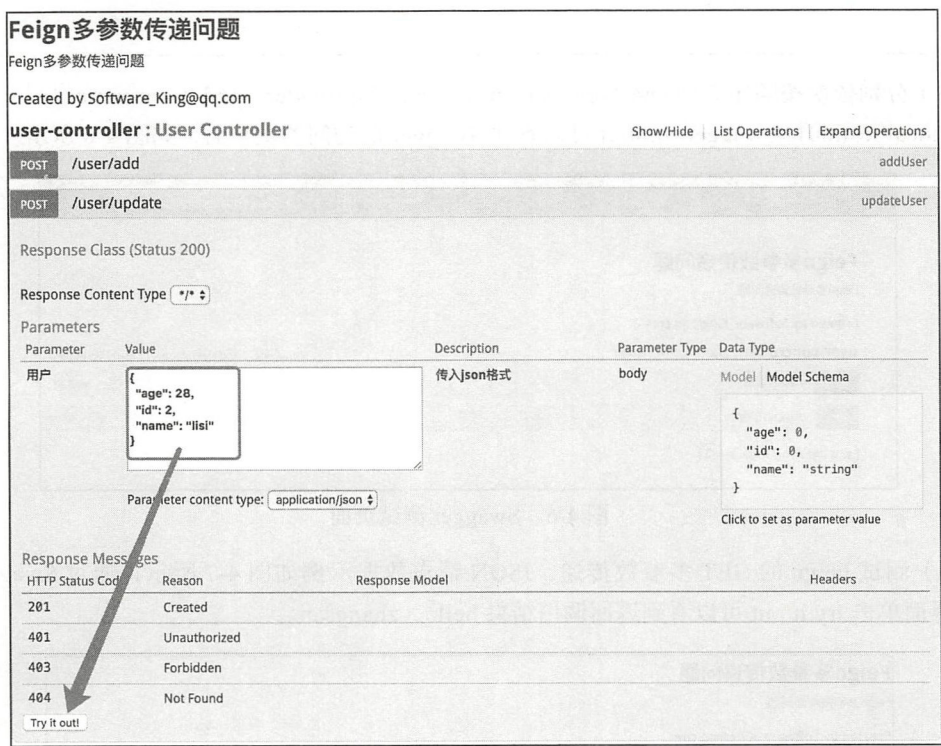 Feign多参数传递问题
Feign多参数传递问题
Created by Software_King@qq.com
user-controller : User Controller Show/Hide | List Operations | Expand Operations
POST /user/add addUser
POST /user/update updateUser
Response Class (Status 200)
Response Content Type */*
Parameters
Parameter Value Description Parameter Type Data Type
用户 传入json格式 body Model Model Schema
{
"age": 28,
"id": 2,
"name": "lisi"
}
{
"age": 0,
"id": 0,
"name": "string"
}
Parameter content type: application/json
Click to set as parameter value
Response Messages
HTTP Status Code Reason Response Model Headers
201 Created
401 Unauthorized
403 Forbidden
404 Not Found
Try it out!